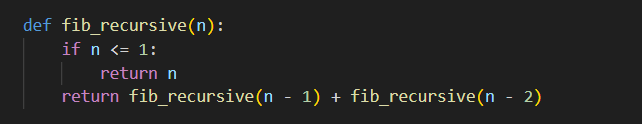 def fib_recursive(n):
    if n <= 1:
        return n
    return fib_recursive(n - 1) + fib_recursive(n - 2)